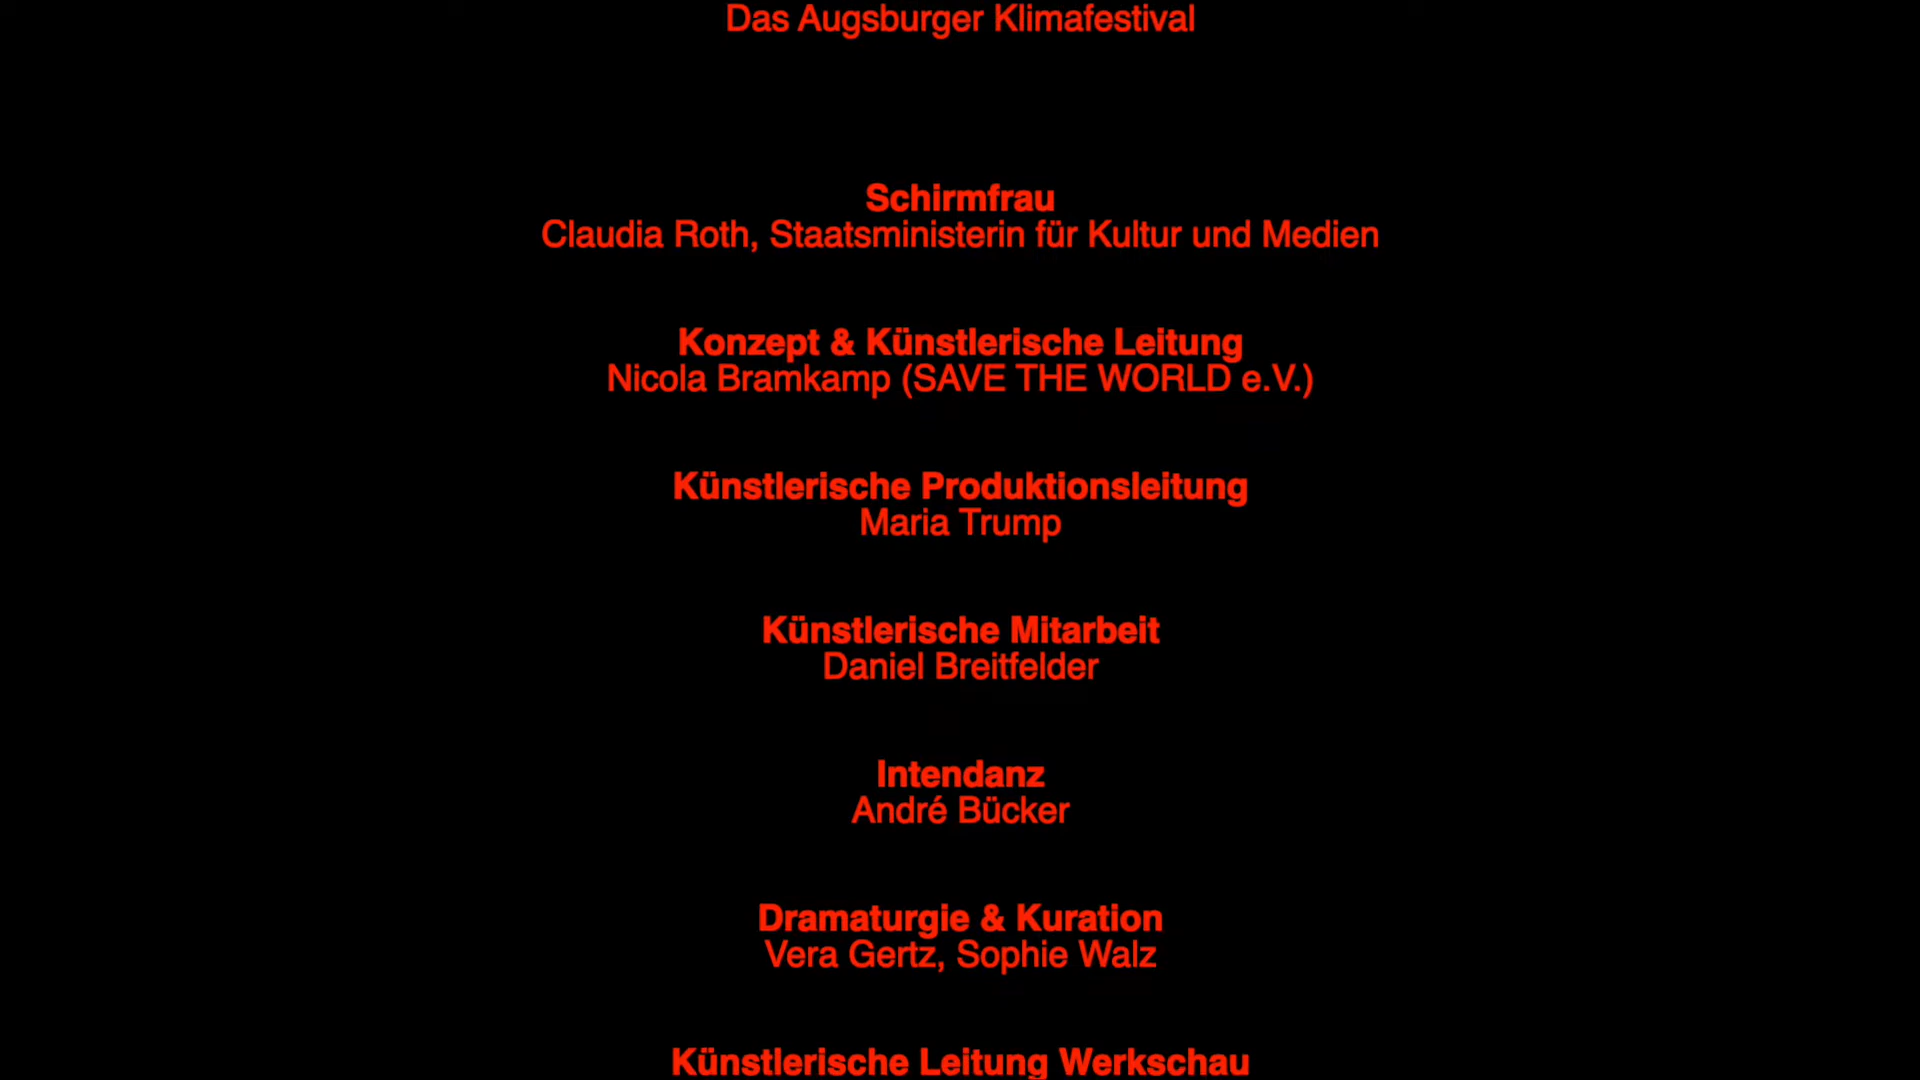 Das Augsburger Klimafestival
Schirmfrau
Claudia Roth, Staatsministerin für Kultur und Medien
Konzept & Künstlerische Leitung
Nicola Bramkamp (SAVE THE WORLD e.V.)
Künstlerische Produktionsleitung
Maria Trump
Künstlerische Mitarbeit
Daniel Breitfelder
Intendanz
André Bücker
Dramaturgie & Kuration
Vera Gertz, Sophie Walz
Künstlerische Leitung Werkschau